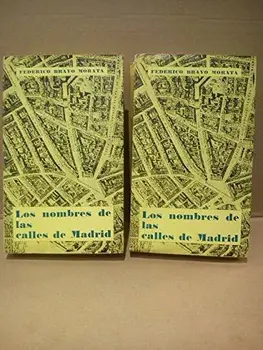 FEDERICO BRAVO MORATA
Los nombres de
las
calles de Madrid
FEDERICO BRAVO MORATA
Los nombres de
las
calles de Madrid